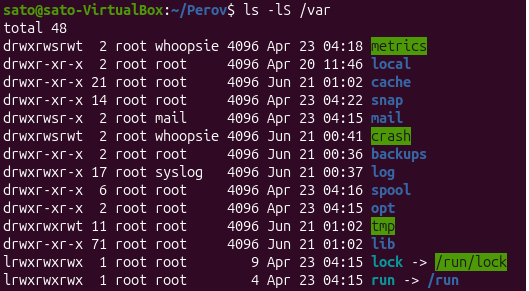 sato@sato-VirtualBox:~/Perov$ ls -lS /var
total 48
drwxrwsrwt  2 root whoopsie 4096 Apr 23 04:18 metrics
drwxr-xr-x  2 root root     4096 Apr 20 11:46 local
drwxr-xr-x 21 root root     4096 Jun 21 01:02 cache
drwxr-xr-x 14 root root     4096 Apr 23 04:22 snap
drwxrwsr-x  2 root mail     4096 Apr 23 04:15 mail
drwxrwsrwt  2 root whoopsie 4096 Jun 21 00:41 crash
drwxr-xr-x  2 root root     4096 Jun 21 00:36 backups
drwxrwxr-x 17 root syslog   4096 Jun 21 00:37 log
drwxr-xr-x  6 root root     4096 Apr 23 04:16 spool
drwxr-xr-x  2 root root     4096 Apr 23 04:15 opt
drwxrwxrwt 11 root root     4096 Jun 21 01:02 tmp
drwxr-xr-x 71 root root     4096 Jun 21 01:02 lib
lrwxrwxrwx  1 root root        9 Apr 23 04:15 lock -> /run/lock
lrwxrwxrwx  1 root root        4 Apr 23 04:15 run -> /run